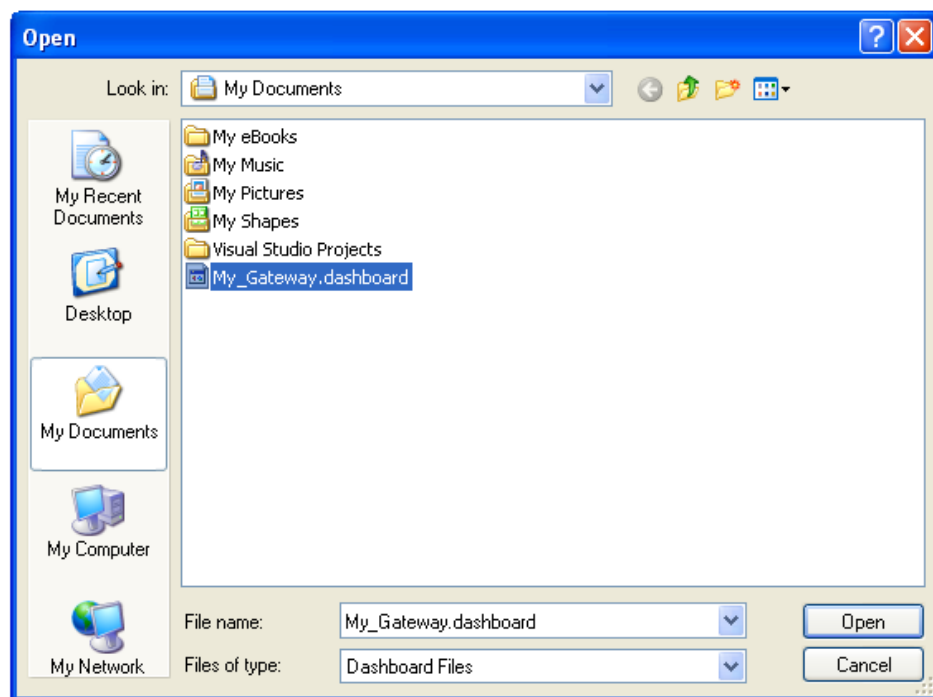 Open
Look in:
My Documents
My Recent
Documents
Desktop
My Documents
My Computer
My Network
My eBooks
My Music
My Pictures
My Shapes
Visual Studio Projects
My_Gateway.dashboard
File name:
My_Gateway.dashboard
Open
Files of type:
Dashboard Files
Cancel